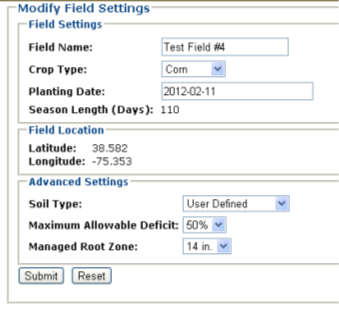 Modify Field Settings
Field Settings
Field Name: Test Field #4
Crop Type: Corn
Planting Date: 2012-02-11
Season Length (Days): 110
Field Location
Latitude: 38.582
Longitude: -75.353
Advanced Settings
Soil Type: User Defined
Maximum Allowable Deficit: 50%
Managed Root Zone: 14 in.
Submit Reset